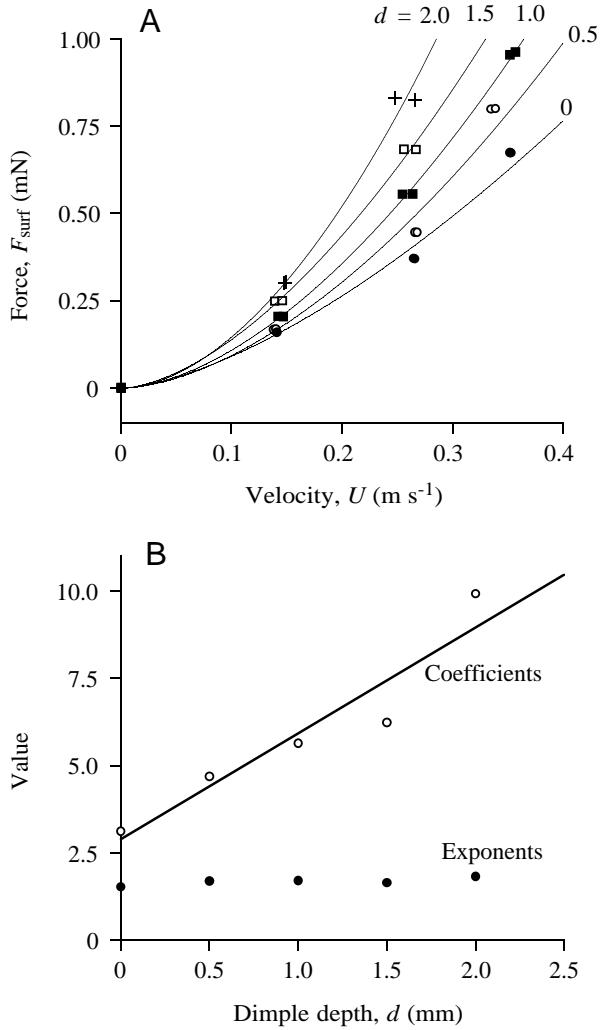 A
d = 2.0 1.5 1.0
0.5
0
1.00
0.75
0.50
0.25
0
Force, Fsurf (mN)
0 0.1 0.2 0.3 0.4
Velocity, U (m s-1)
B
10.0
7.5
5.0
2.5
0
Value
Coefficients
Exponents
0 0.5 1.0 1.5 2.0 2.5
Dimple depth, d (mm)